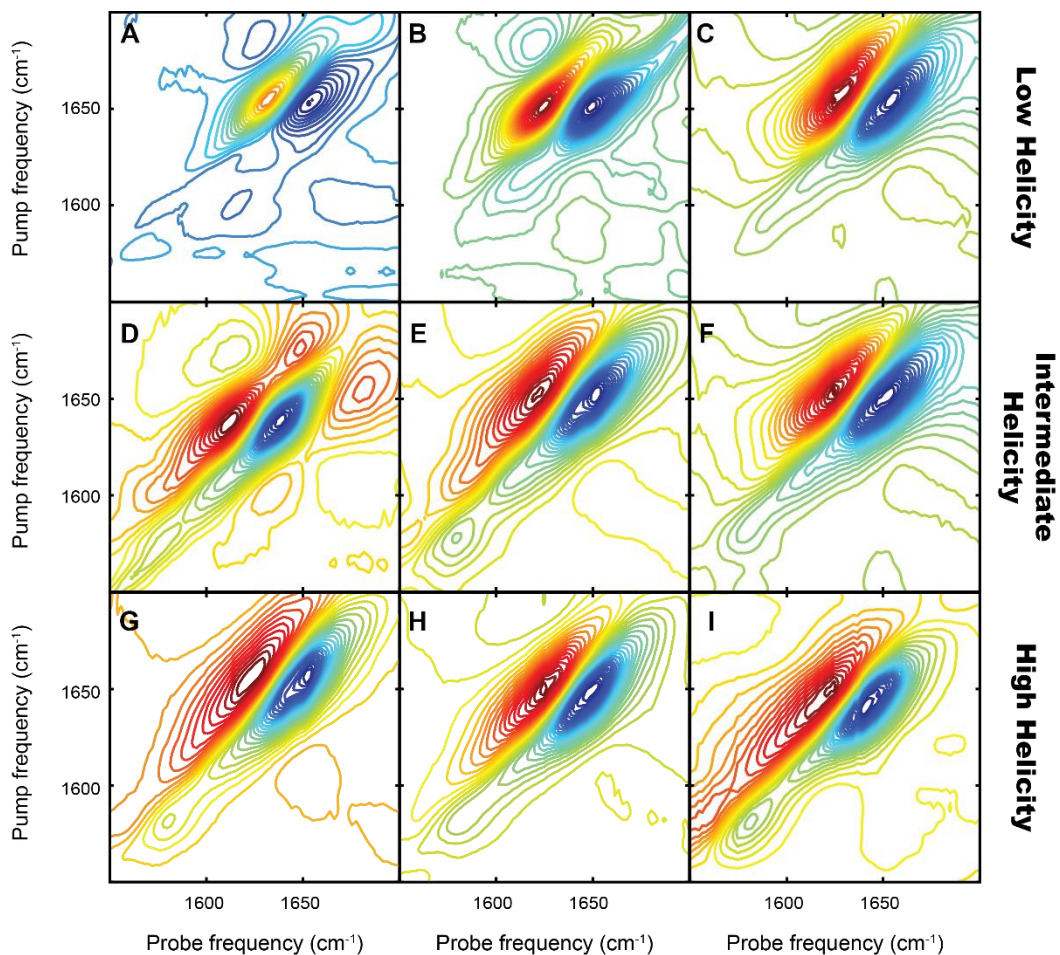 A
B
C
Pump frequency (cm⁻¹)
1650
1600
Low Helicity
D
E
F
Pump frequency (cm⁻¹)
1650
1600
Intermediate
Helicity
G
H
I
Pump frequency (cm⁻¹)
1650
1600
High Helicity
1600
1650
1600
1650
1600
1650
Probe frequency (cm⁻¹)
Probe frequency (cm⁻¹)
Probe frequency (cm⁻¹)